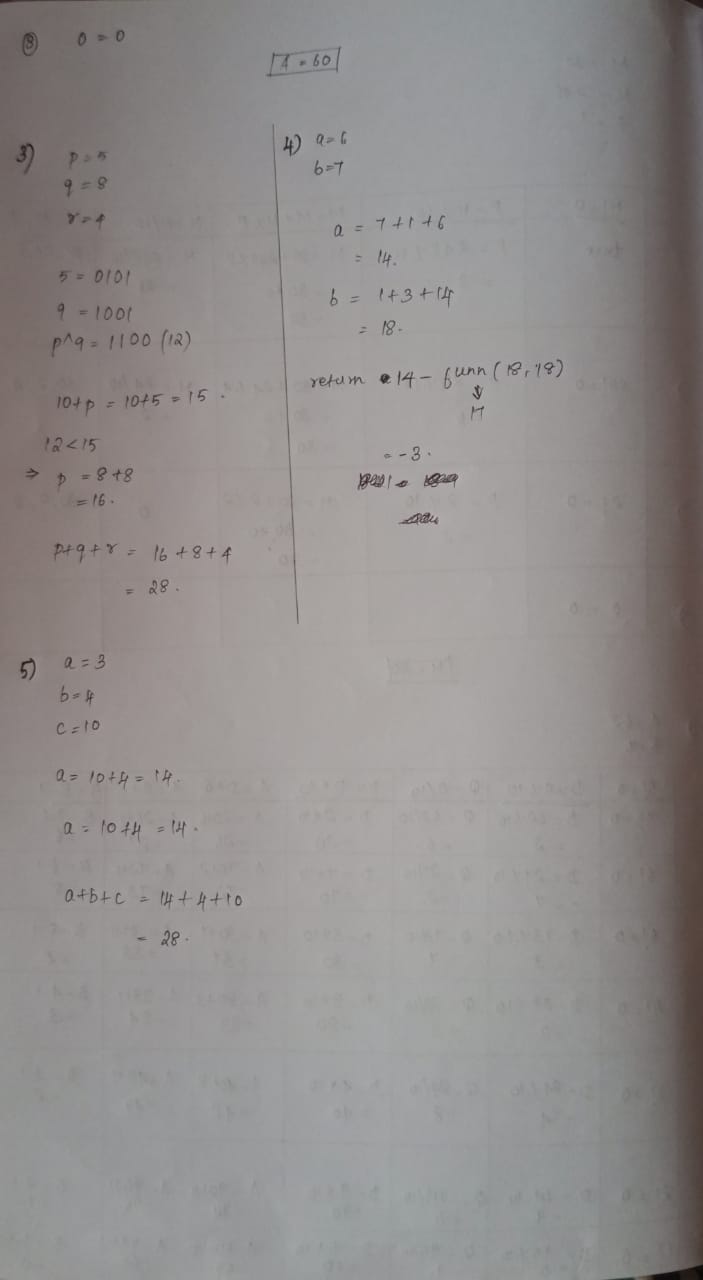 ③ 0 = 0
A = 60
3) p = 5
q = 8
r = 4
5 = 0101
9 = 1001
p^q = 1100 (12)
10+p = 10+5 = 15.
12<15
⇒ p = 8+8
= 16.
p+q+r = 16+8+4
= 28.
4) a=6
b=7
a = 7+1+6
= 14.
b = 1+3+14
= 18.
return 14 - funn(18,18)
↓
17
= -3.
5) a = 3
b = 4
c = 10
a = 10+4 = 14.
a = 10+4 = 14.
a+b+c = 14+4+10
= 28.